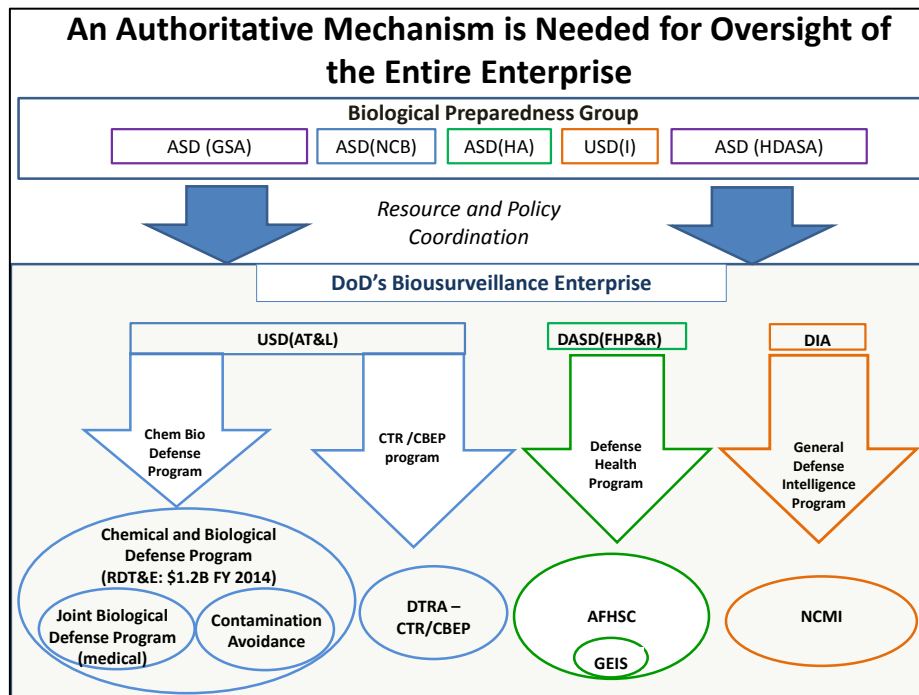 An Authoritative Mechanism is Needed for Oversight of
the Entire Enterprise
Biological Preparedness Group
ASD (GSA)
ASD(NCB)
ASD(HA)
USD(I)
ASD (HDASA)
Resource and Policy
Coordination
DoD's Biousurveillance Enterprise
USD(AT&L)
DASD(FHP&R)
DIA
Chem Bio
Defense
Program
CTR /CBEP
program
Defense
Health
Program
General
Defense
Intelligence
Program
Chemical and Biological
Defense Program
(RDT&E: $1.2B FY 2014)
Joint Biological
Defense Program
(medical)
Contamination
Avoidance
DTRA –
CTR/CBEP
AFHSC
GEIS
NCMI